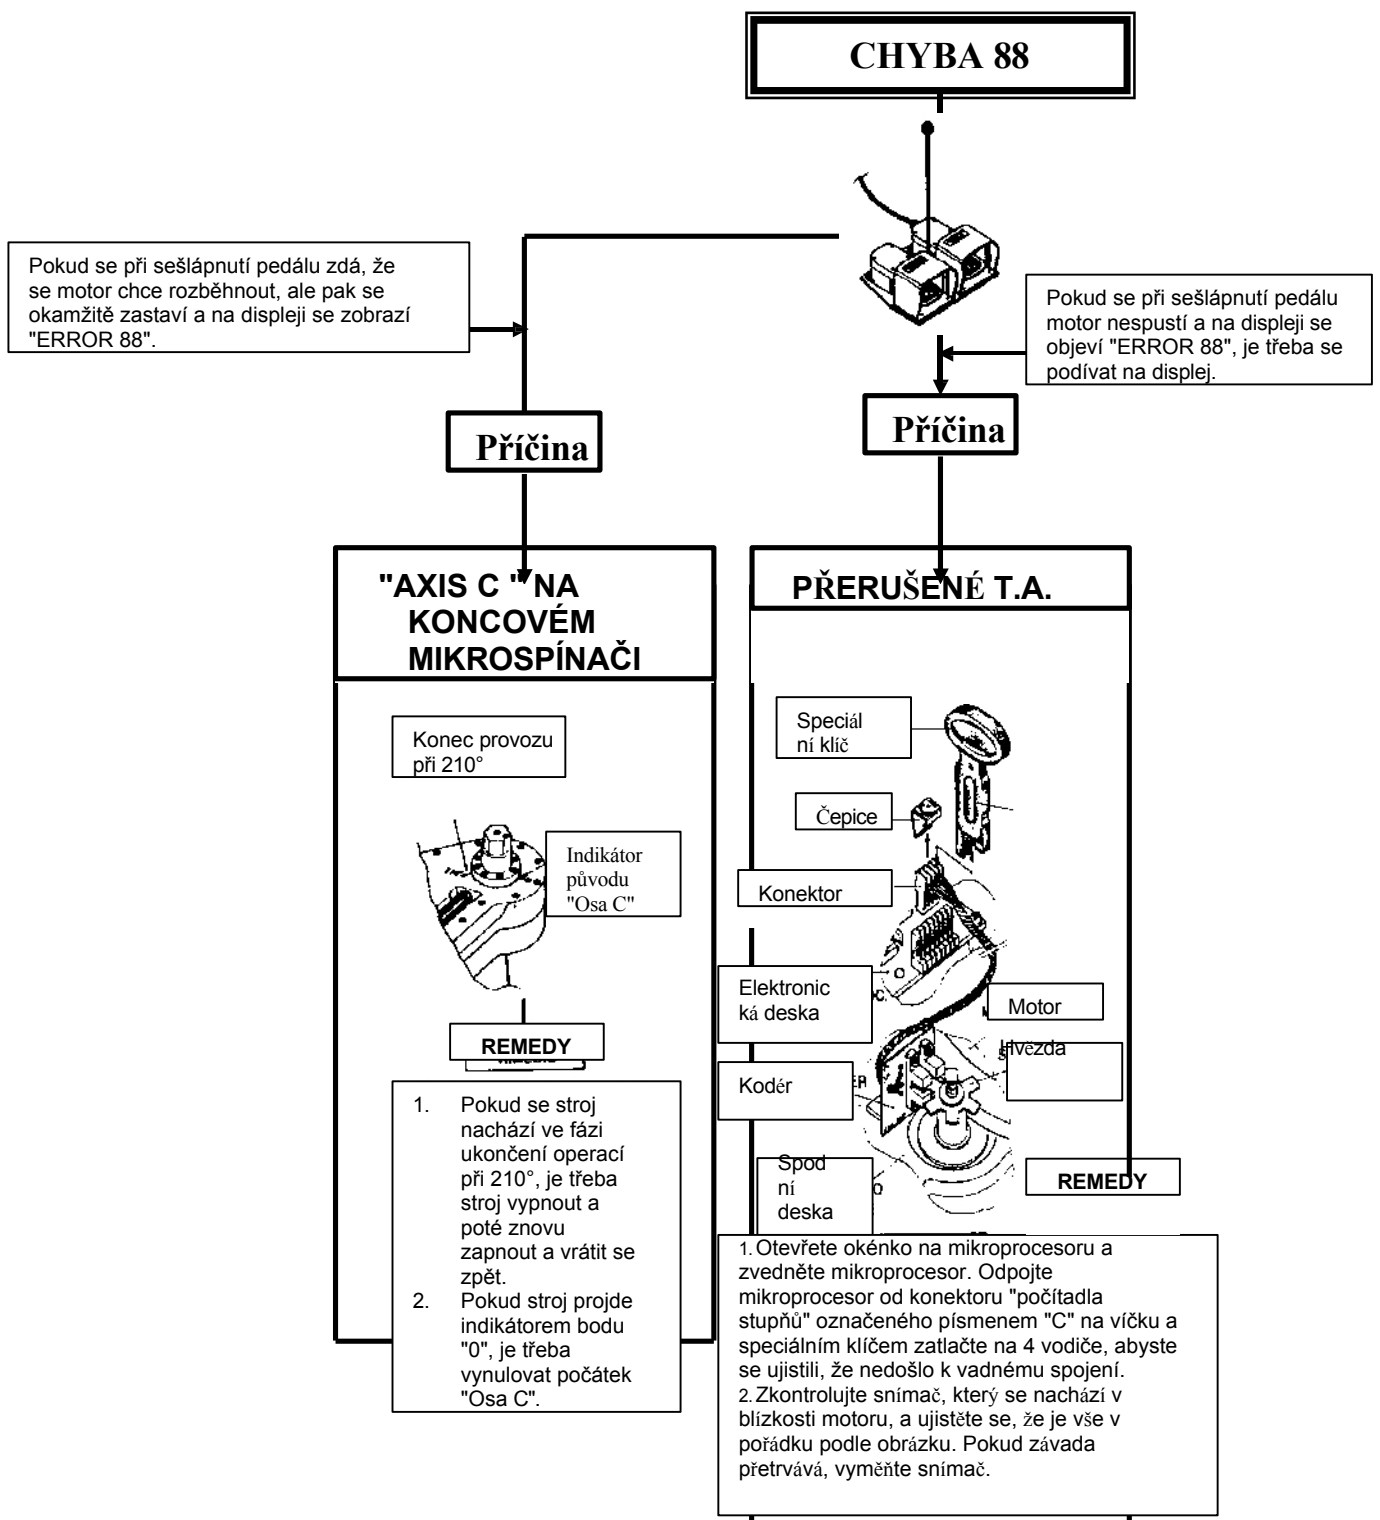 CHYBA 88
Pokud se při sešlápnutí pedálu zdá, že
se motor chce rozběhnout, ale pak se
okamžitě zastaví a na displeji se zobrazí
"ERROR 88".
Pokud se při sešlápnutí pedálu
motor nespustí a na displeji se
objeví "ERROR 88", je třeba se
podívat na displej.
Příčina
Příčina
"AXIS C " NA
KONCOVÉM
MIKROSPÍNAČI
Konec provozu
při 210°
Indikátor
původu
"Osa C"
REMEDY
1. Pokud se stroj
nachází ve fázi
ukončení operací
při 210°, je třeba
stroj vypnout a
poté znovu
zapnout a vrátit se
zpět.
2. Pokud stroj projde
indikátorem bodu
"0", je třeba
vynulovat počátek
"Osa C".
PŘERUŠENÉ T.A.
Speciál
ní klíč
Čepice
Konektor
Elektronic
ká deska
Motor
Hvězda
Kodér
Spod
ní
deska
REMEDY
1. Otevřete okénko na mikroprocesoru a
zvedněte mikroprocesor. Odpojte
mikroprocesor od konektoru "počítadla
stupňů" označeného písmenem "C" na víčku a
speciálním klíčem zatlačte na 4 vodiče, abyste
se ujistili, že nedošlo k vadnému spojení.
2. Zkontrolujte snímač, který se nachází v
blízkosti motoru, a ujistěte se, že je vše v
pořádku podle obrázku. Pokud závada
přetrvává, vyměňte snímač.